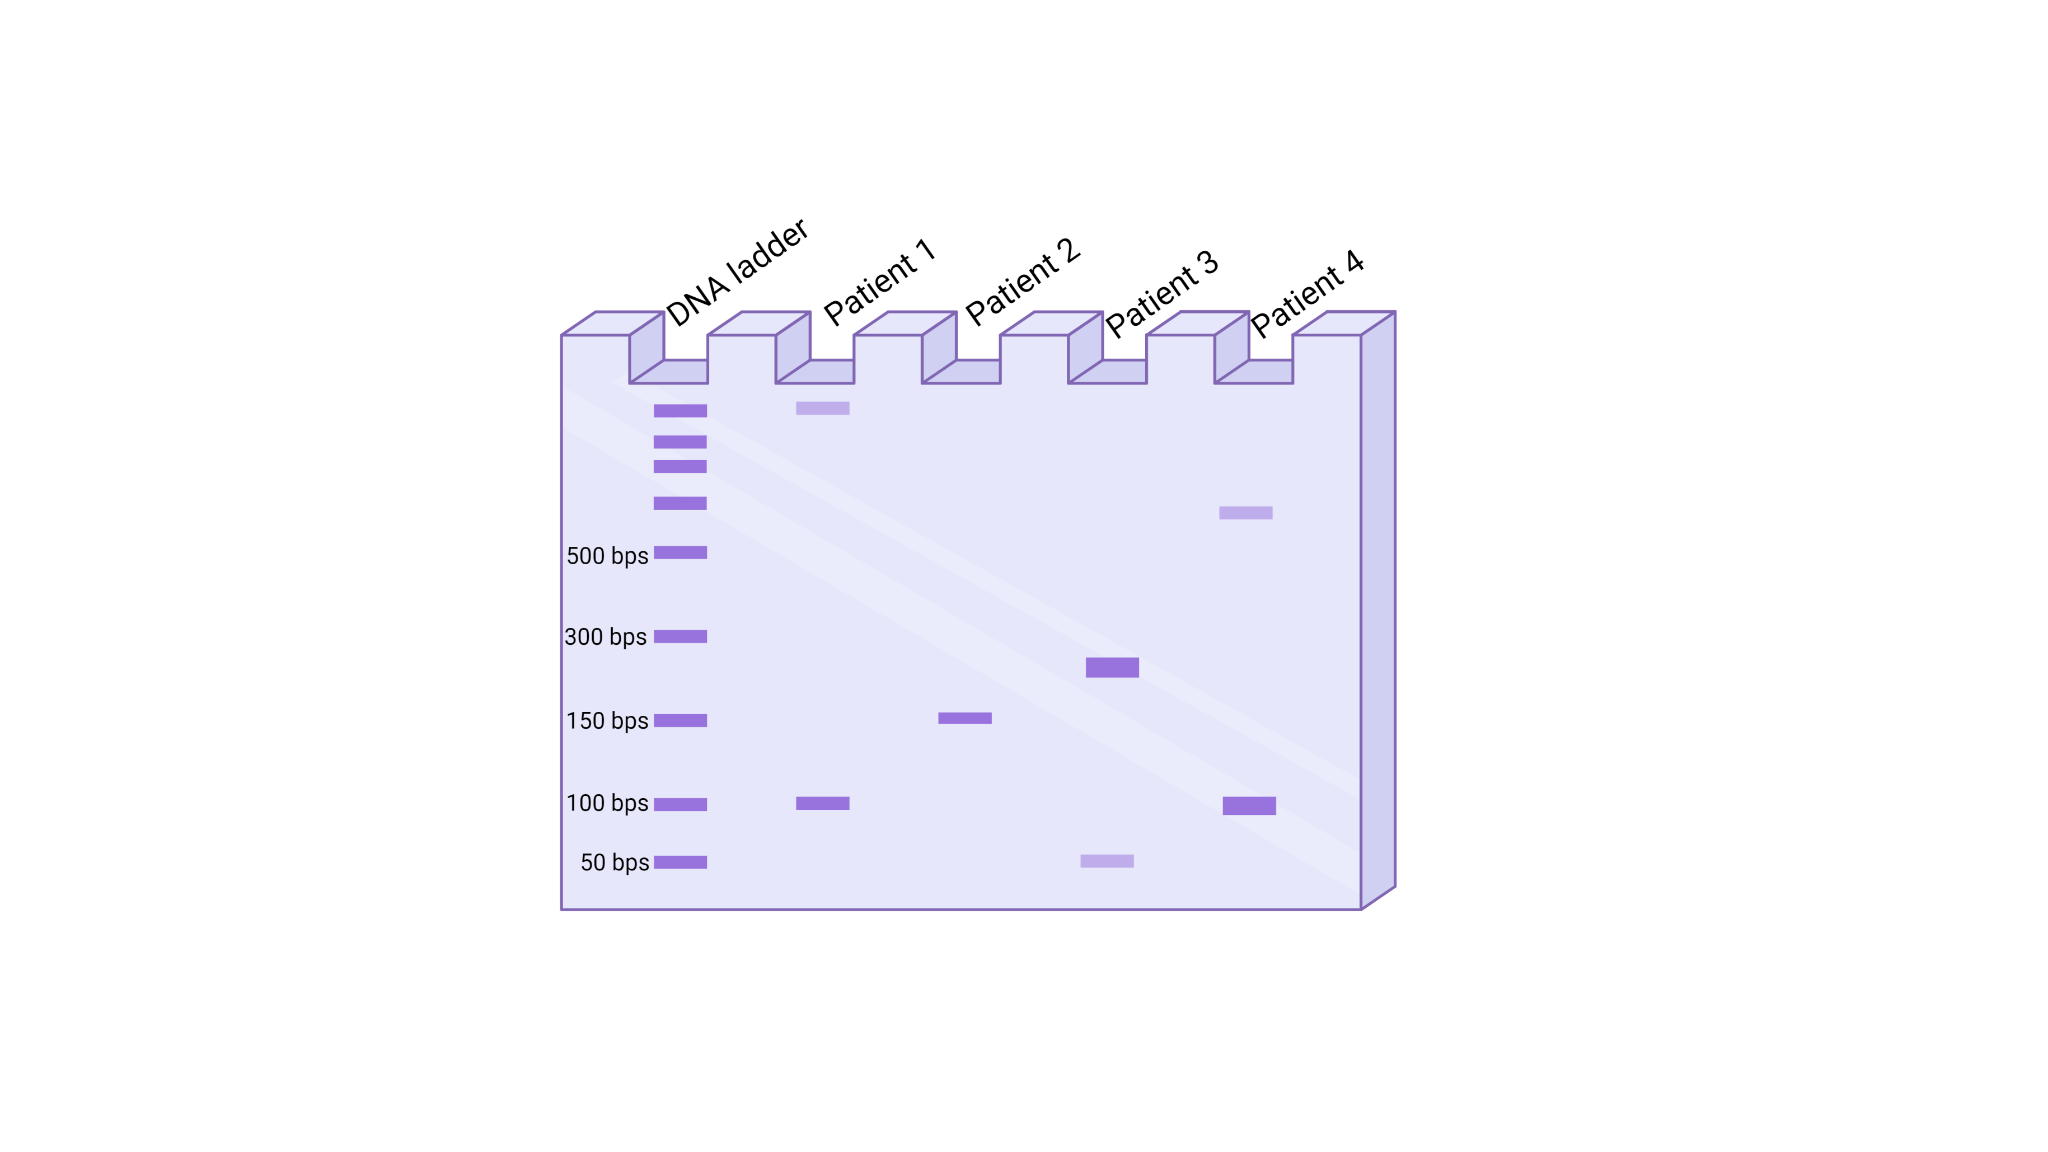 DNA ladder
Patient 1
Patient 2
Patient 3
Patient 4
500 bps
300 bps
150 bps
100 bps
50 bps